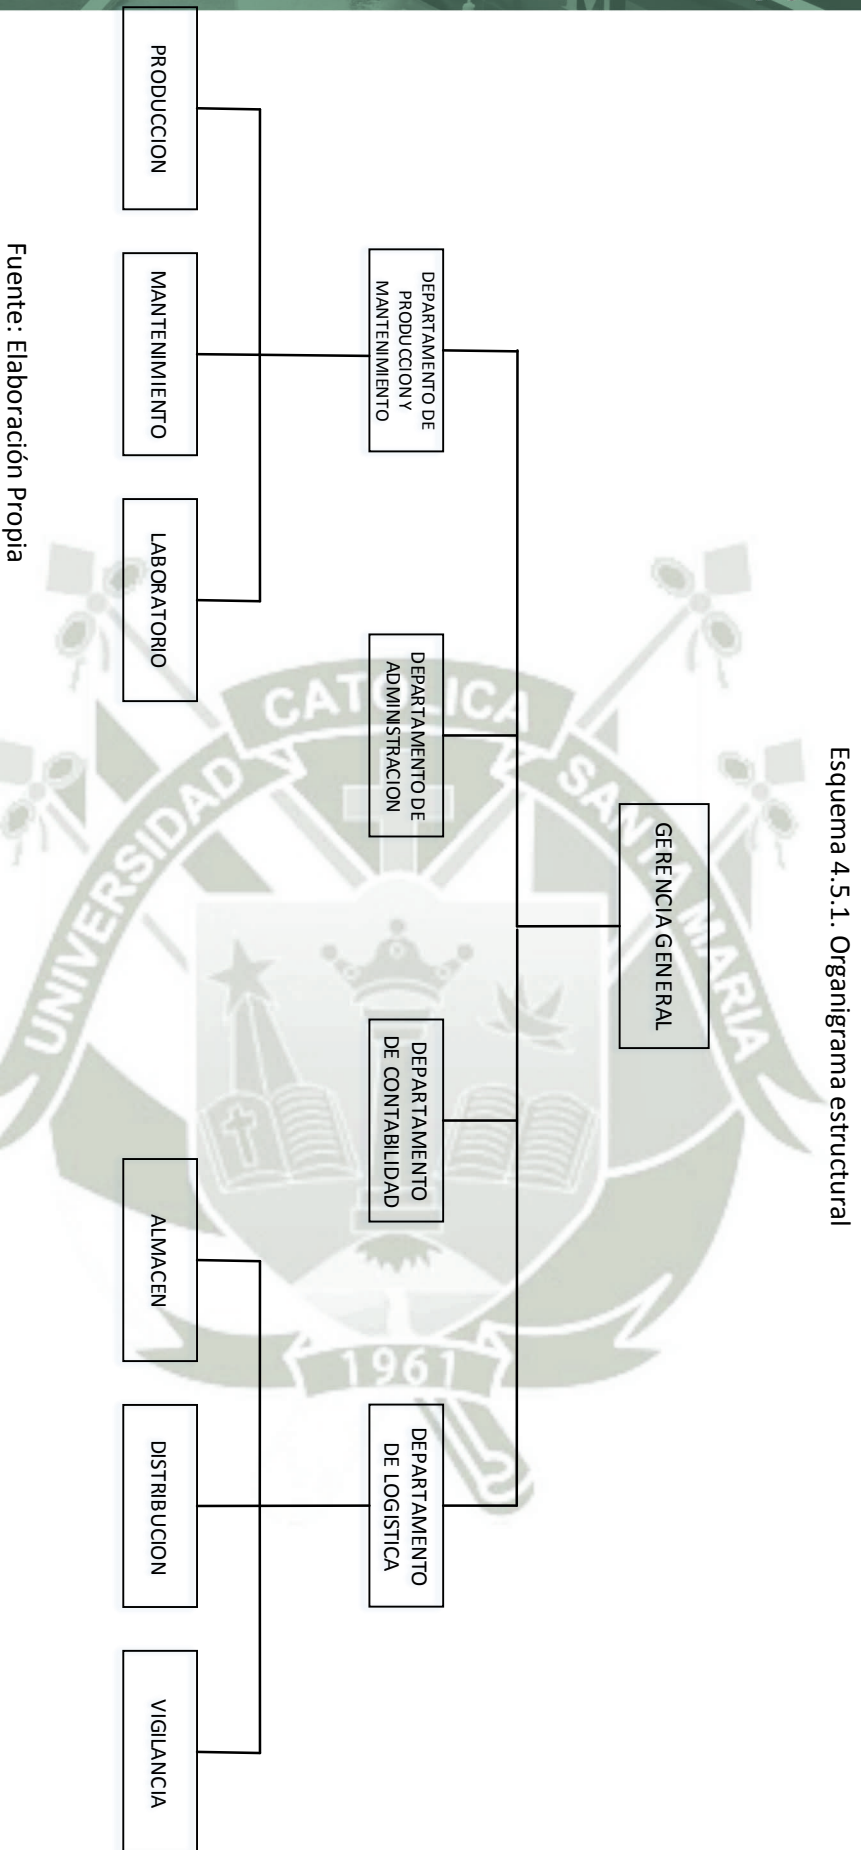 Esquema 4.5.1. Organigrama estructural
GERENCIA GENERAL
DEPARTAMENTO DE
PRODUCCION Y
MANTENIMIENTO
DEPARTAMENTO DE
ADMINISTRACION
DEPARTAMENTO
DE CONTABILIDAD
DEPARTAMENTO
DE LOGISTICA
PRODUCCION
MANTENIMIENTO
LABORATORIO
ALMACEN
DISTRIBUCION
VIGILANCIA
Fuente: Elaboración Propia
UNIVERSIDAD
CATOLICA
SANTA MARIA
1961